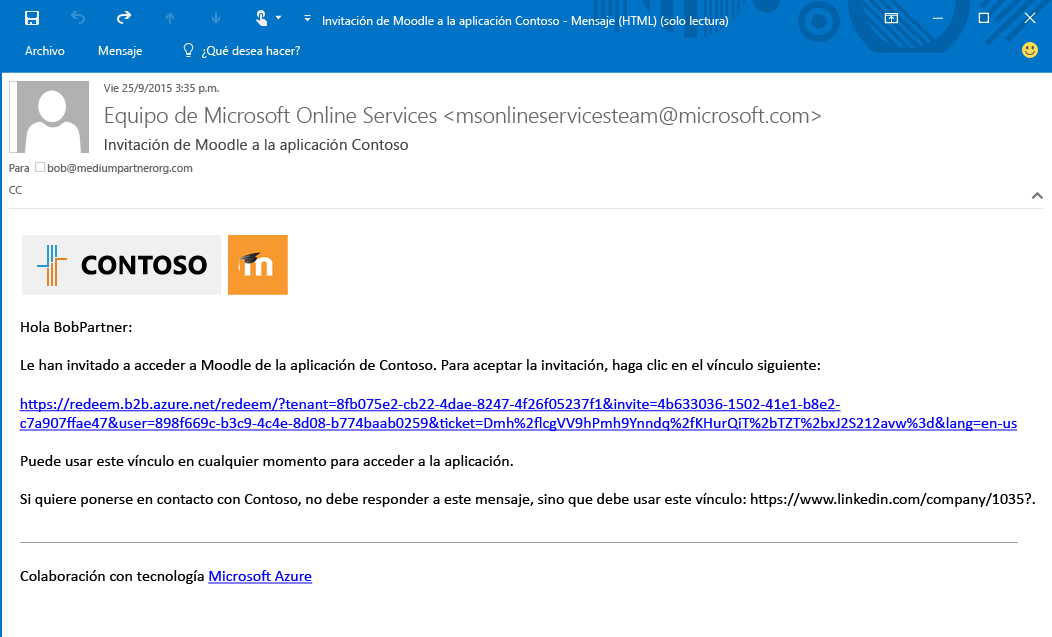 Invitación de Moodle a la aplicación Contoso - Mensaje (HTML) (solo lectura)
Archivo Mensaje ¿Qué desea hacer?
Vie 25/9/2015 3:35 p.m.
Equipo de Microsoft Online Services <msonlineservicesteam@microsoft.com>
Invitación de Moodle a la aplicación Contoso
Para bob@mediumpartnerorg.com
CC
CONTOSO m
Hola BobPartner:
Le han invitado a acceder a Moodle de la aplicación de Contoso. Para aceptar la invitación, haga clic en el vínculo siguiente:
https://redeem.b2b.azure.net/redeem/?tenant=8fb075e2-cb22-4dae-8247-4f26f05237f1&invite=4b633036-1502-41e1-b8e2-
c7a907ffae47&user=898f669c-b3c9-4c4e-8d08-b774baab0259&ticket=Dmh%2flcgVV9hPmh9Ynndq%2fKHurQiT%2bTZT%2bxJ2S212avw%3d&lang=en-us
Puede usar este vínculo en cualquier momento para acceder a la aplicación.
Si quiere ponerse en contacto con Contoso, no debe responder a este mensaje, sino que debe usar este vínculo: https://www.linkedin.com/company/1035?.
Colaboración con tecnología Microsoft Azure